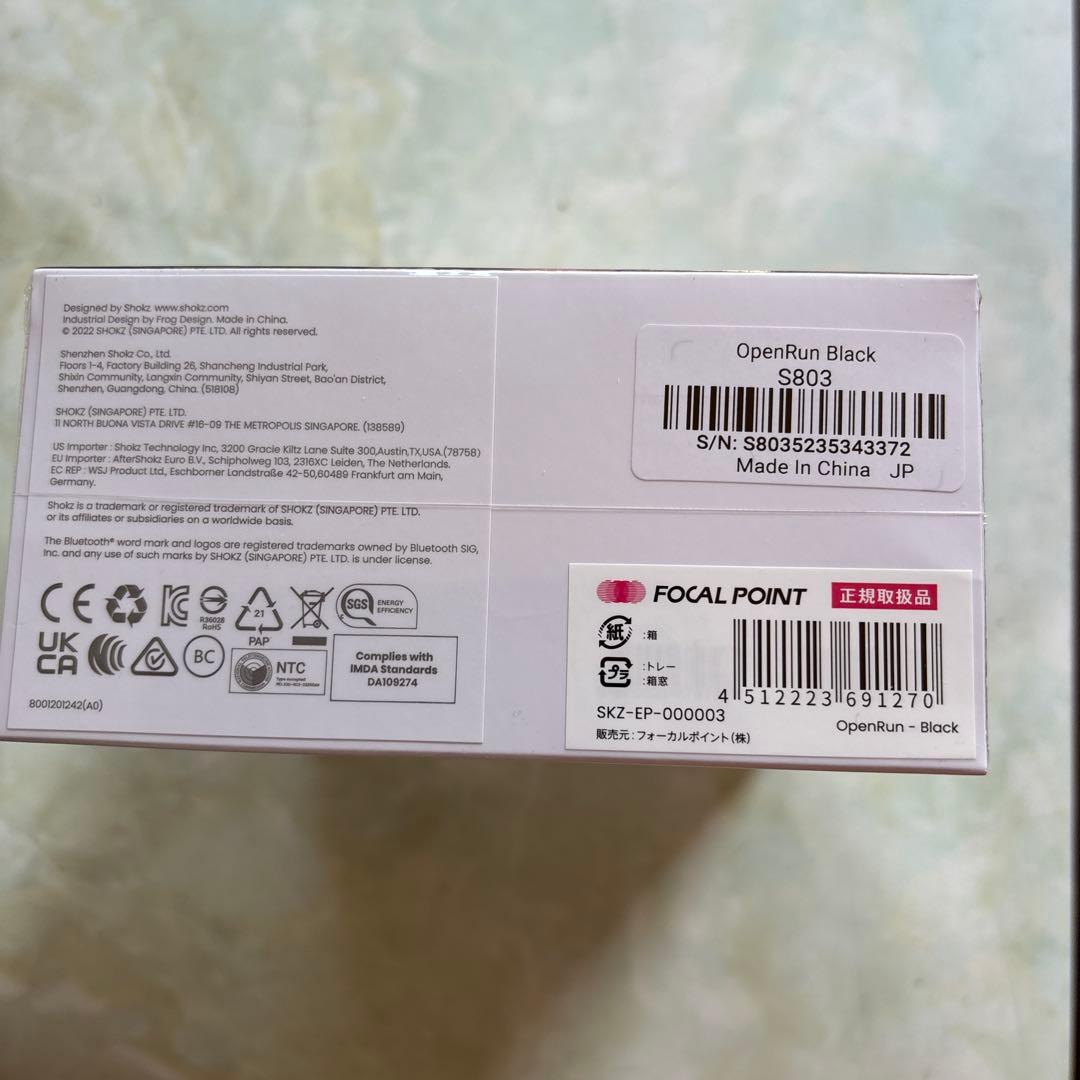 Designed by Shokz www.shokz.com
Industrial Design by Frog Design. Made in China.
© 2022 SHOKZ (SINGAPORE) PTE. LTD. All rights reserved.
Shenzhen Shokz Co., Ltd.
Floors 1-4, Factory Building 26, Shancheng Industrial Park,
Shixin Community, Langxin Community, Shiyan Street, Bao'an District,
Shenzhen, Guangdong, China. (518108)
SHOKZ (SINGAPORE) PTE. LTD.
11 NORTH BUONA VISTA DRIVE #16-09 THE METROPOLIS SINGAPORE. (138589)
US Importer : Shokz Technology Inc, 3200 Gracie Kiltz Lane Suite 300,Austin,TX,USA.(78758)
EU Importer : AfterShokz Euro B.V., Schipholweg 103, 2316XC Leiden, The Netherlands.
EC REP : WSJ Product Ltd., Eschborner Landstraße 42-50,60489 Frankfurt am Main,
Germany.
Shokz is a trademark or registered trademark of SHOKZ (SINGAPORE) PTE. LTD.
or its affiliates or subsidiaries on a worldwide basis.
The Bluetooth® word mark and logos are registered trademarks owned by Bluetooth SIG,
Inc. and any use of such marks by SHOKZ (SINGAPORE) PTE. LTD. is under license.
CE
R36028
RoHS
21
PAP
SGS ENERGY
EFFICIENCY
UK
CA
BC
NTC
Type accepted
Complies with
IMDA Standards
DA109274
8001201242(A0)
OpenRun Black
S803
S/N: S8035235343372
Made In China JP
FOCAL POINT 正規取扱品
紙 :箱
プラ :トレー
:箱窓
4 512223 691270
SKZ-EP-000003
OpenRun - Black
販売元:フォーカルポイント(株)